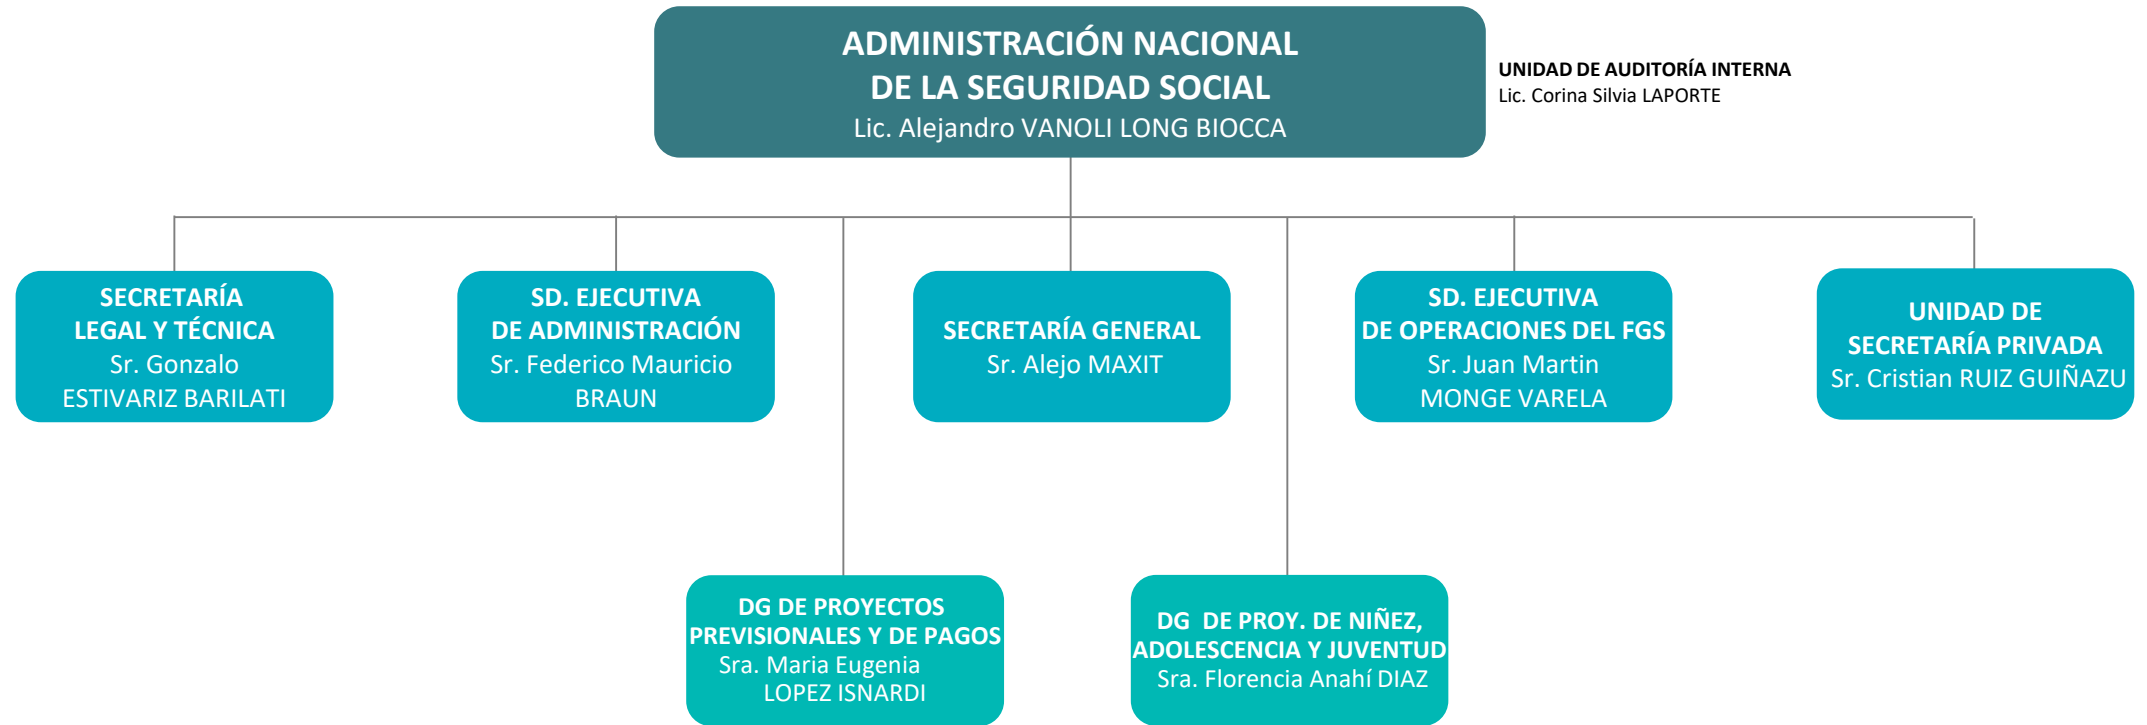 ADMINISTRACIÓN NACIONAL
DE LA SEGURIDAD SOCIAL
Lic. Alejandro VANOLI LONG BIOCCA
UNIDAD DE AUDITORÍA INTERNA
Lic. Corina Silvia LAPORTE
SECRETARÍA
LEGAL Y TÉCNICA
Sr. Gonzalo
ESTIVARIZ BARILATI
SD. EJECUTIVA
DE ADMINISTRACIÓN
Sr. Federico Mauricio
BRAUN
SECRETARÍA GENERAL
Sr. Alejo MAXIT
SD. EJECUTIVA
DE OPERACIONES DEL FGS
Sr. Juan Martin
MONGE VARELA
UNIDAD DE
SECRETARÍA PRIVADA
Sr. Cristian RUIZ GUIÑAZU
DG DE PROYECTOS
PREVISIONALES Y DE PAGOS
Sra. Maria Eugenia
LOPEZ ISNARDI
DG DE PROY. DE NIÑEZ,
ADOLESCENCIA Y JUVENTUD
Sra. Florencia Anahí DIAZ